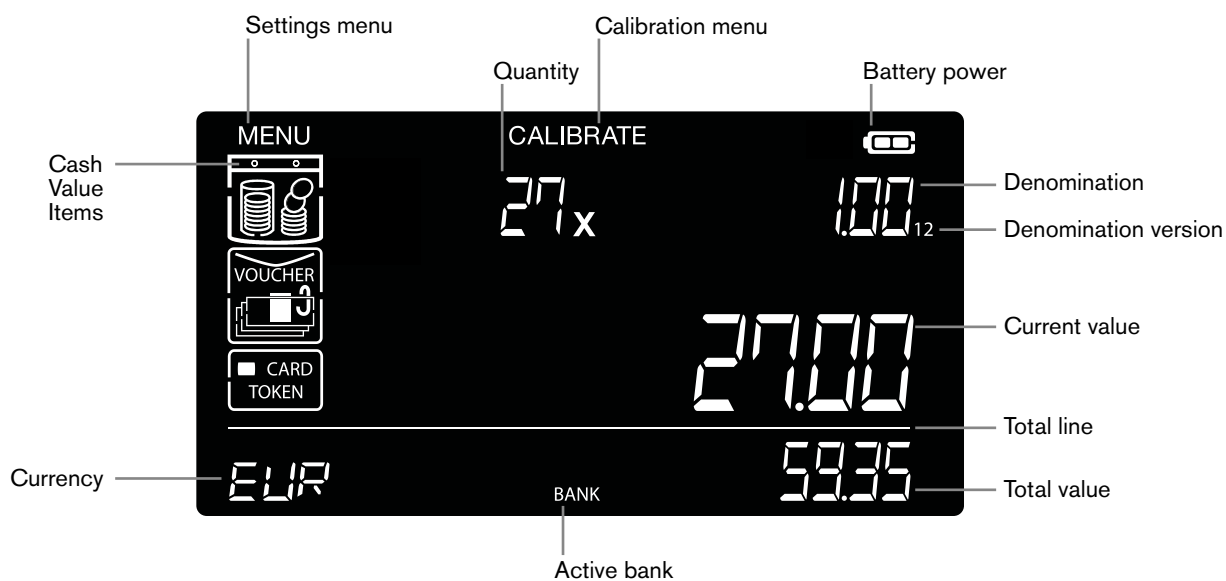 Settings menu
Calibration menu
Quantity
Battery power
MENU
CALIBRATE
Cash
Value
Items
27x
1.00
12
Denomination
Denomination version
VOUCHER
27.00
Current value
CARD
TOKEN
Total line
Currency
EUR
BANK
59.35
Total value
Active bank